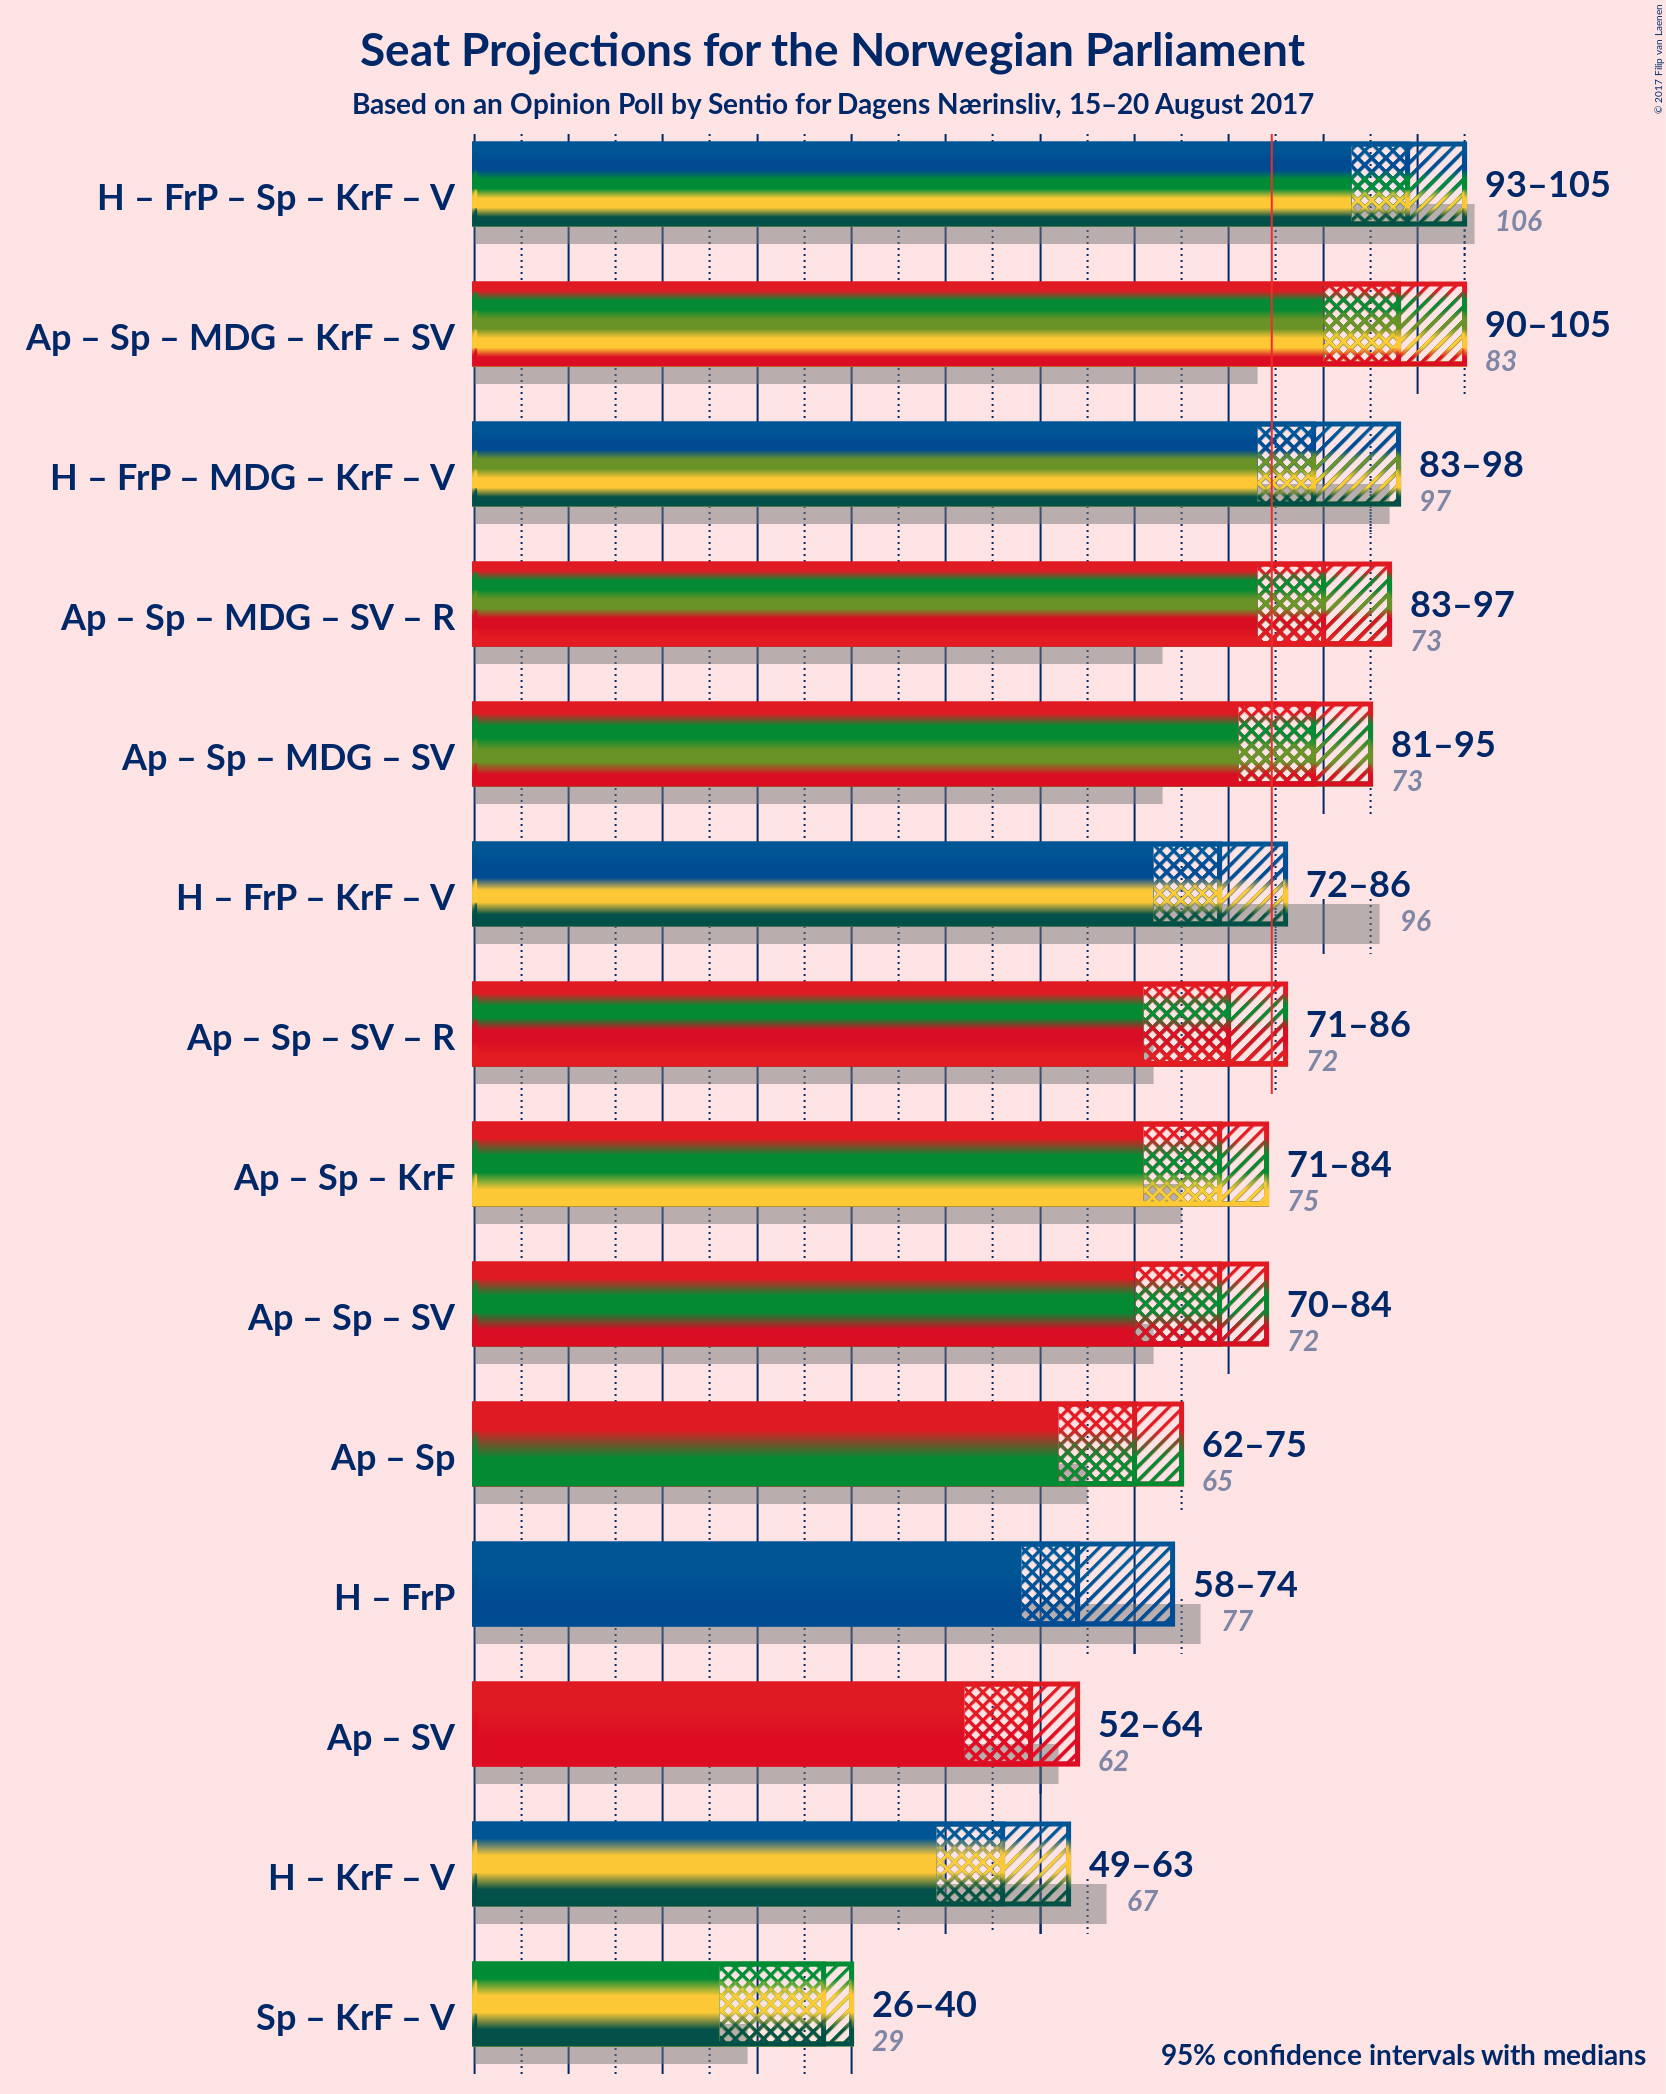 Seat Projections for the Norwegian Parliament
Based on an Opinion Poll by Sentio for Dagens Nærinsliv, 15–20 August 2017
© 2017 Filip van Laenen
H – FrP – Sp – KrF – V
93–105
106
Ap – Sp – MDG – KrF – SV
90–105
83
H – FrP – MDG – KrF – V
83–98
97
Ap – Sp – MDG – SV – R
83–97
73
Ap – Sp – MDG – SV
81–95
73
H – FrP – KrF – V
72–86
96
Ap – Sp – SV – R
71–86
72
Ap – Sp – KrF
71–84
75
Ap – Sp – SV
70–84
72
Ap – Sp
62–75
65
H – FrP
58–74
77
Ap – SV
52–64
62
H – KrF – V
49–63
67
Sp – KrF – V
26–40
29
95% confidence intervals with medians